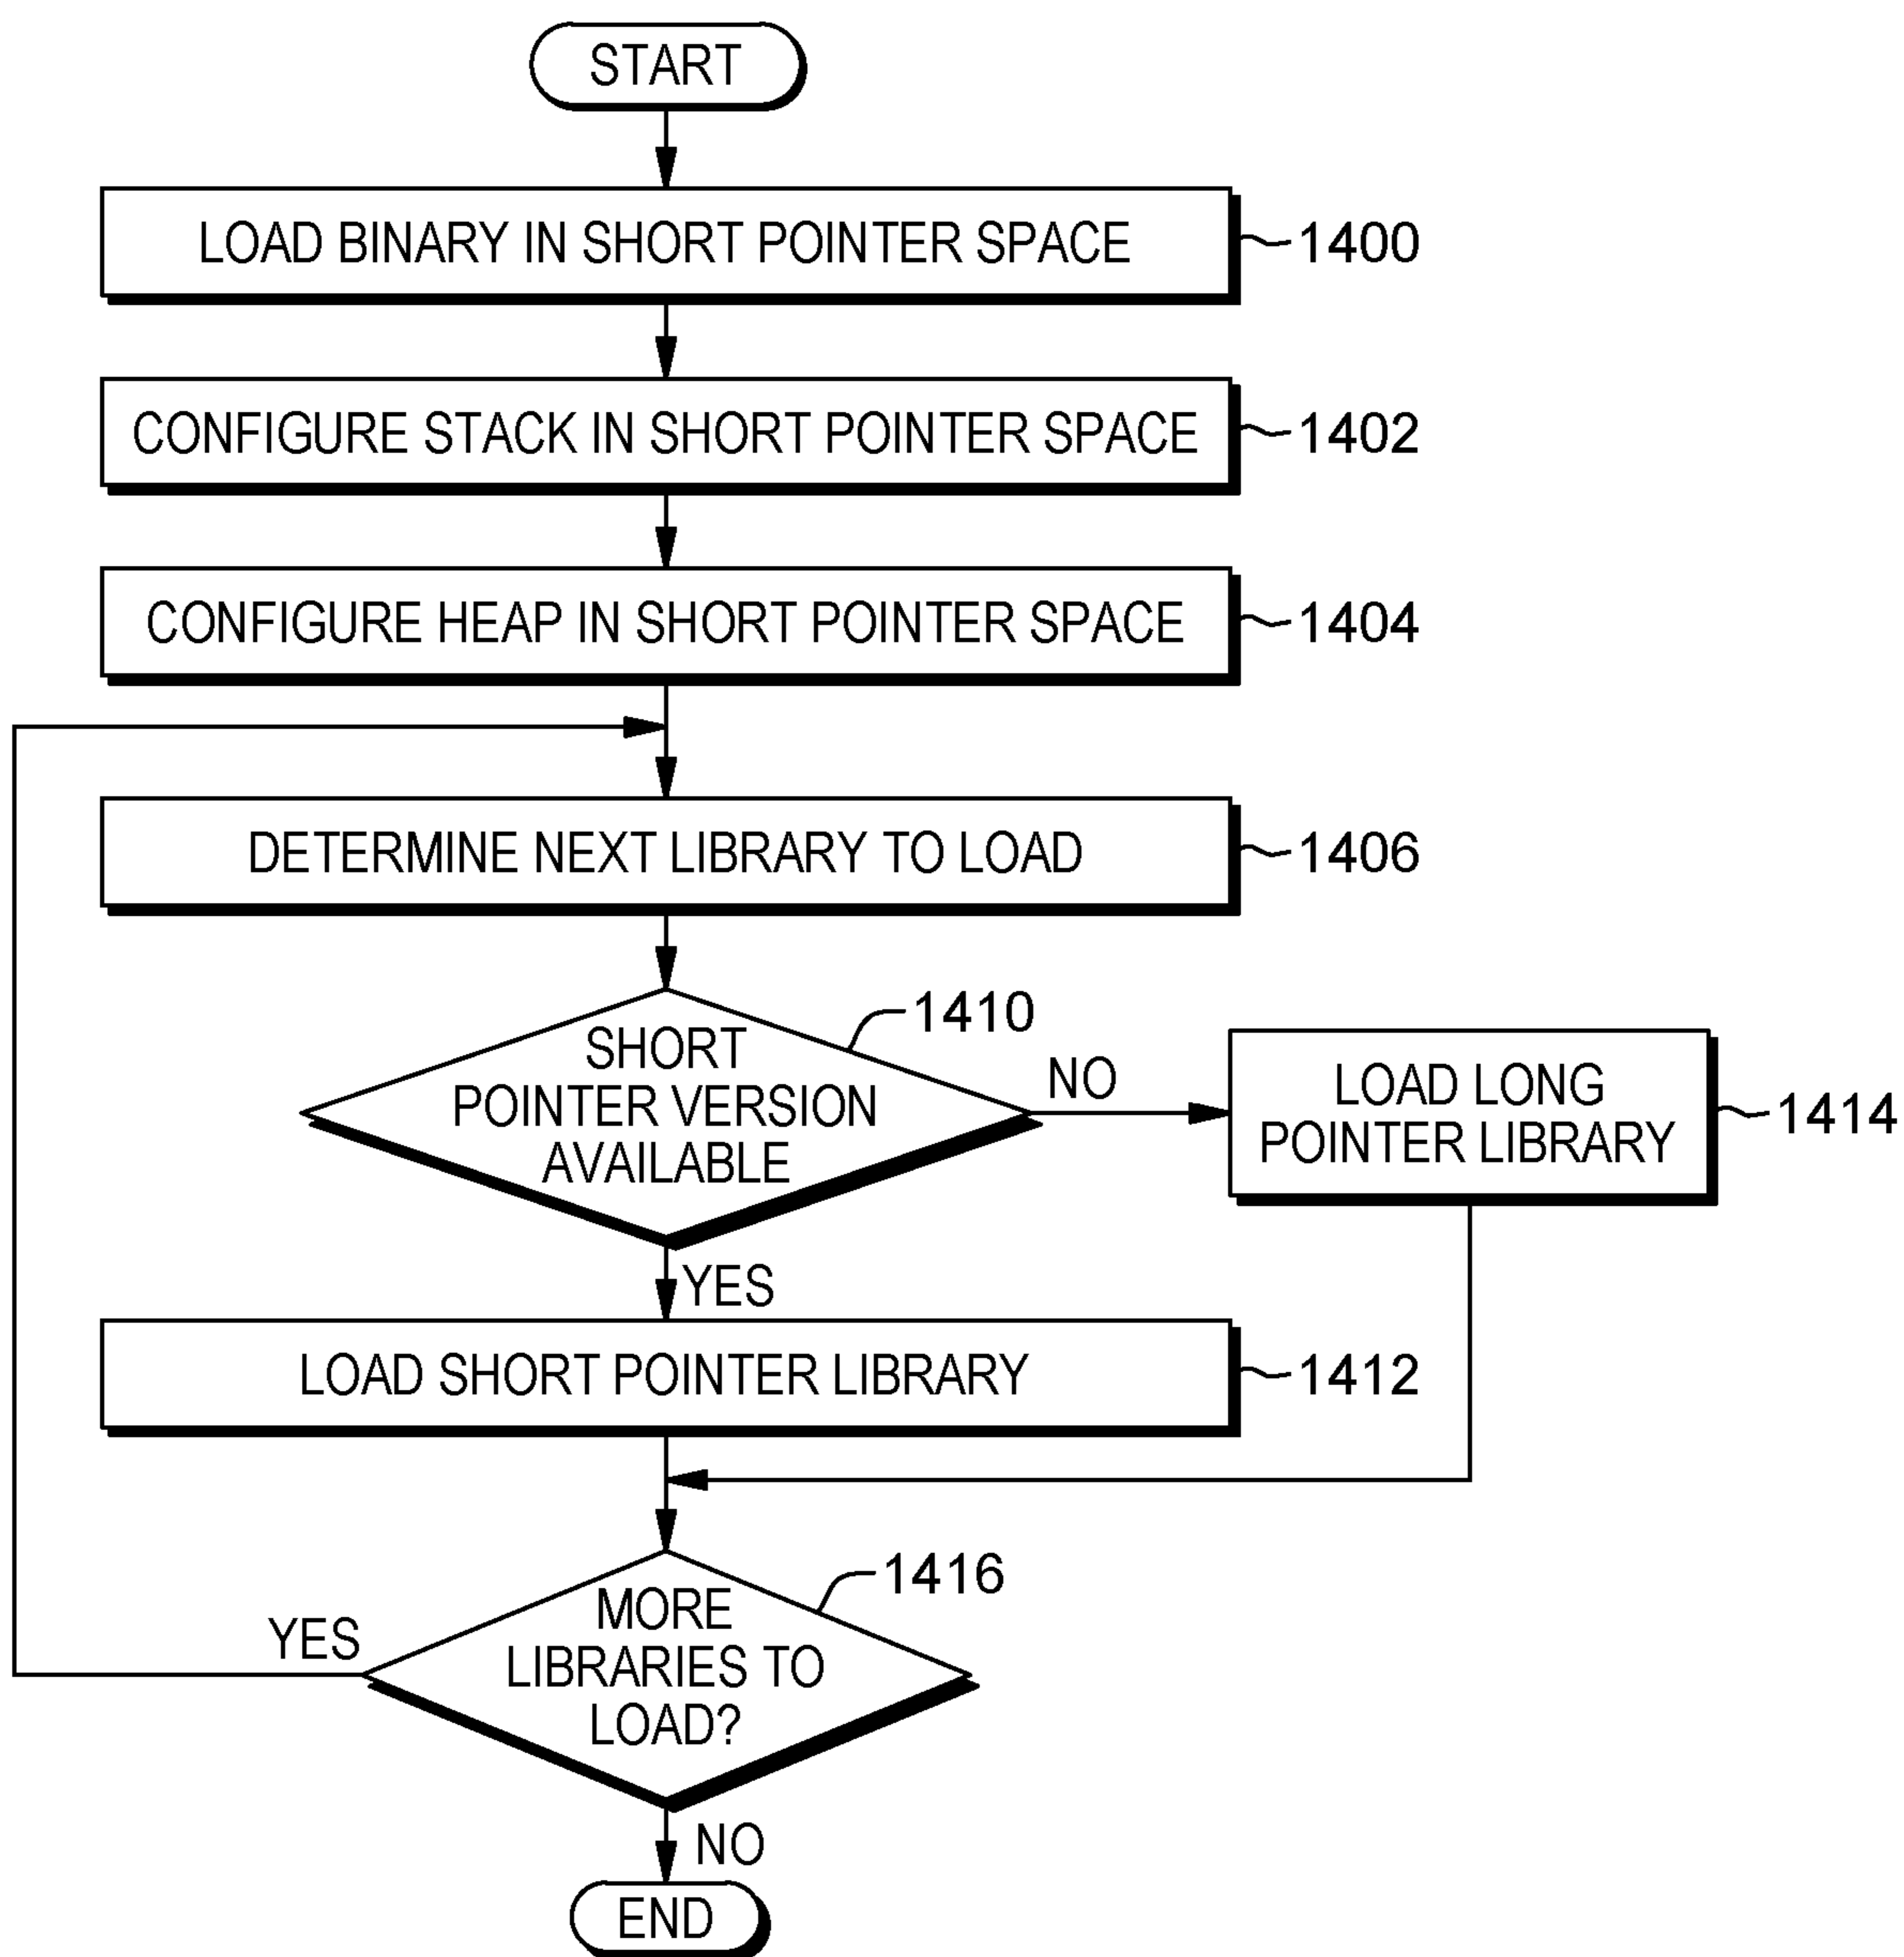 START
LOAD BINARY IN SHORT POINTER SPACE
1400
CONFIGURE STACK IN SHORT POINTER SPACE
1402
CONFIGURE HEAP IN SHORT POINTER SPACE
1404
DETERMINE NEXT LIBRARY TO LOAD
1406
1410
SHORT
POINTER VERSION
AVAILABLE
NO
LOAD LONG
POINTER LIBRARY
1414
YES
LOAD SHORT POINTER LIBRARY
1412
1416
MORE
LIBRARIES TO
LOAD?
YES
NO
END